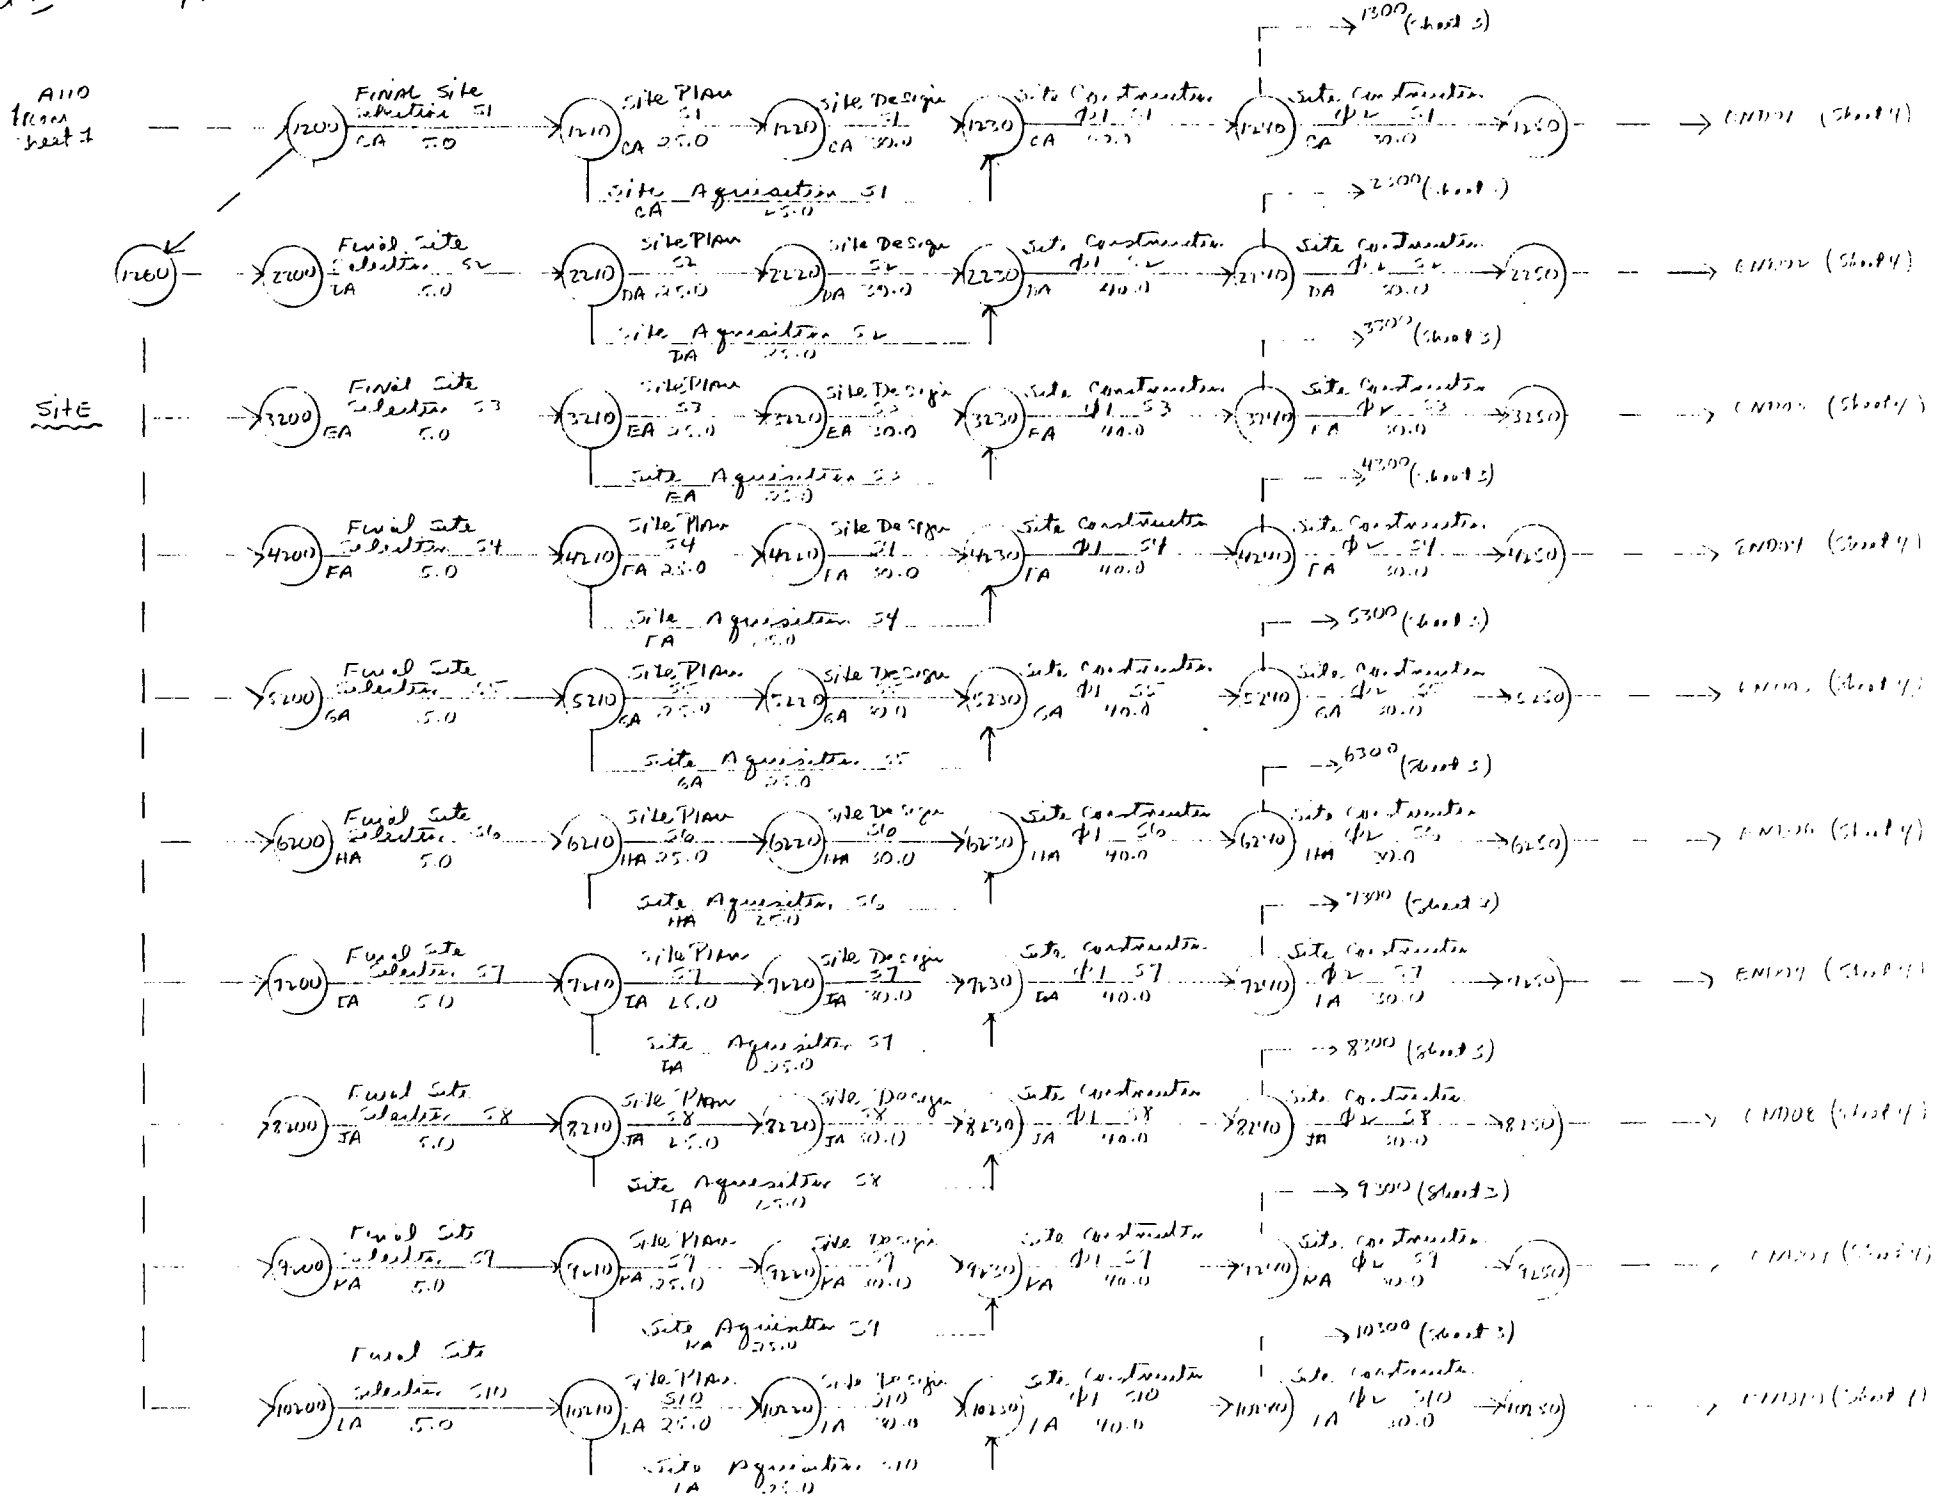 1300 (Sheet 3)
A110 FINAL Site Site Plan Site Design Site Construction Site Construction
from Selection S1 S1 S1 φ1 S1 φ2 S1
Sheet 1 1200 1210 1220 1230 1240 1250 (Sheet 4)
CA 5.0 CA 25.0 CA 30.0 CA 40.0 CA 30.0
Site Aquisition S1 2300 (Sheet 3)
CA 25.0
Final Site Site Plan Site Design Site Construction Site Construction
Selection S2 S2 S2 φ1 S2 φ2 S2
1260 2200 2210 2220 2230 2240 2250 (Sheet 4)
DA 5.0 DA 25.0 DA 30.0 DA 40.0 DA 30.0
Site Aquisition S2 3300 (Sheet 3)
DA 25.0
Final Site Site Plan Site Design Site Construction Site Construction
Selection S3 S3 S3 φ1 S3 φ2 S3
SITE 3200 3210 3220 3230 3240 3250 (Sheet 4)
EA 5.0 EA 25.0 EA 30.0 EA 40.0 EA 30.0
Site Aquisition S3 4300 (Sheet 3)
EA 25.0
Final Site Site Plan Site Design Site Construction Site Construction
Selection S4 S4 S4 φ1 S4 φ2 S4
4200 4210 4220 4230 4240 4250 END04 (Sheet 4)
FA 5.0 FA 25.0 FA 30.0 FA 40.0 FA 30.0
Site Aquisition S4 5300 (Sheet 3)
FA 25.0
Final Site Site Plan Site Design Site Construction Site Construction
Selection S5 S5 S5 φ1 S5 φ2 S5
5200 5210 5220 5230 5240 5250 (Sheet 4)
GA 5.0 GA 25.0 GA 30.0 GA 40.0 GA 30.0
Site Aquisition S5 6300 (Sheet 3)
GA 25.0
Final Site Site Plan Site Design Site Construction Site Construction
Selection S6 S6 S6 φ1 S6 φ2 S6
6200 6210 6220 6230 6240 6250 (Sheet 4)
HA 5.0 HA 25.0 HA 30.0 HA 40.0 HA 30.0
Site Aquisition S6 7300 (Sheet 3)
HA 25.0
Final Site Site Plan Site Design Site Construction Site Construction
Selection S7 S7 S7 φ1 S7 φ2 S7
7200 7210 7220 7230 7240 7250 END07 (Sheet 4)
IA 5.0 IA 25.0 IA 30.0 IA 40.0 IA 30.0
Site Aquisition S7 8300 (Sheet 3)
IA 25.0
Final Site Site Plan Site Design Site Construction Site Construction
Selection S8 S8 S8 φ1 S8 φ2 S8
8200 8210 8220 8230 8240 8250 END08 (Sheet 4)
JA 5.0 JA 25.0 JA 30.0 JA 40.0 JA 30.0
Site Aquisition S8 9300 (Sheet 3)
JA 25.0
Final Site Site Plan Site Design Site Construction Site Construction
Selection S9 S9 S9 φ1 S9 φ2 S9
9200 9210 9220 9230 9240 9250 (Sheet 4)
KA 5.0 KA 25.0 KA 30.0 KA 40.0 KA 30.0
Site Aquisition S9 10300 (Sheet 3)
KA 25.0
Final Site Site Plan Site Design Site Construction Site Construction
Selection S10 S10 S10 φ1 S10 φ2 S10
10200 10210 10220 10230 10240 10250 (Sheet 4)
LA 5.0 LA 25.0 LA 30.0 LA 40.0 LA 30.0
Site Aquisition S10
LA 25.0